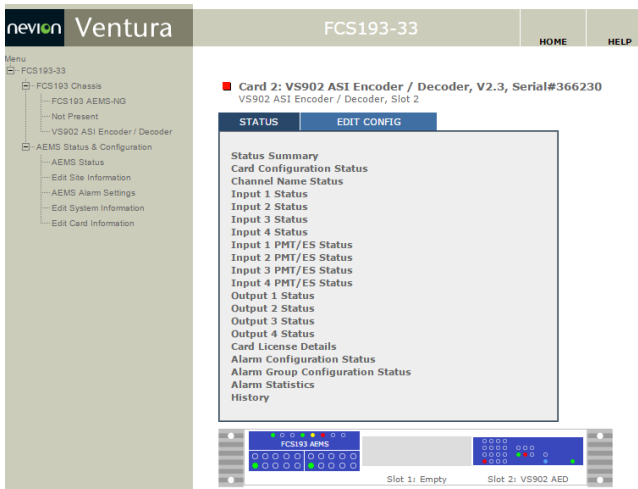 nevion Ventura
FCS193-33
HOME
HELP
Menu
FCS193-33
FCS193 Chassis
FCS193 AEMS-NG
Not Present
VS902 ASI Encoder / Decoder
AEMS Status & Configuration
AEMS Status
Edit Site Information
AEMS Alarm Settings
Edit System Information
Edit Card Information
Card 2: VS902 ASI Encoder / Decoder, V2.3, Serial#366230
VS902 ASI Encoder / Decoder, Slot 2
STATUS
EDIT CONFIG
Status Summary
Card Configuration Status
Channel Name Status
Input 1 Status
Input 2 Status
Input 3 Status
Input 4 Status
Input 1 PMT/ES Status
Input 2 PMT/ES Status
Input 3 PMT/ES Status
Input 4 PMT/ES Status
Output 1 Status
Output 2 Status
Output 3 Status
Output 4 Status
Card License Details
Alarm Configuration Status
Alarm Group Configuration Status
Alarm Statistics
History
FCS193 AEMS
Slot 1: Empty
Slot 2: VS902 AED